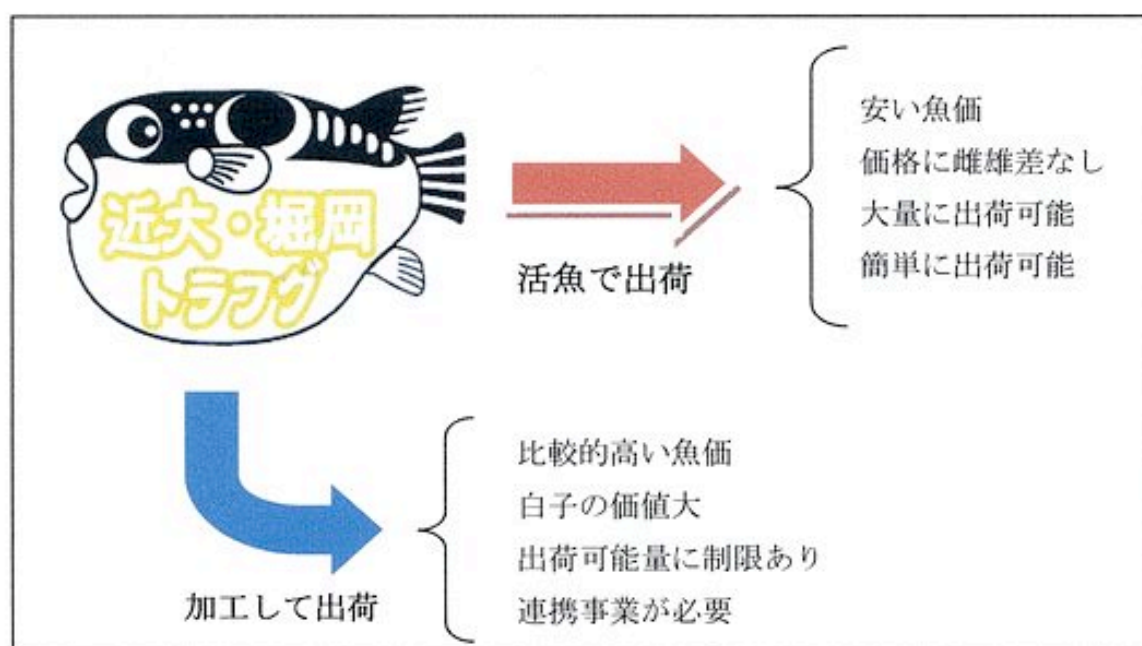 近大・堀岡
トラフグ
活魚で出荷
安い魚価
価格に雌雄差なし
大量に出荷可能
簡単に出荷可能
加工して出荷
比較的高い魚価
白子の価値大
出荷可能量に制限あり
連携事業が必要